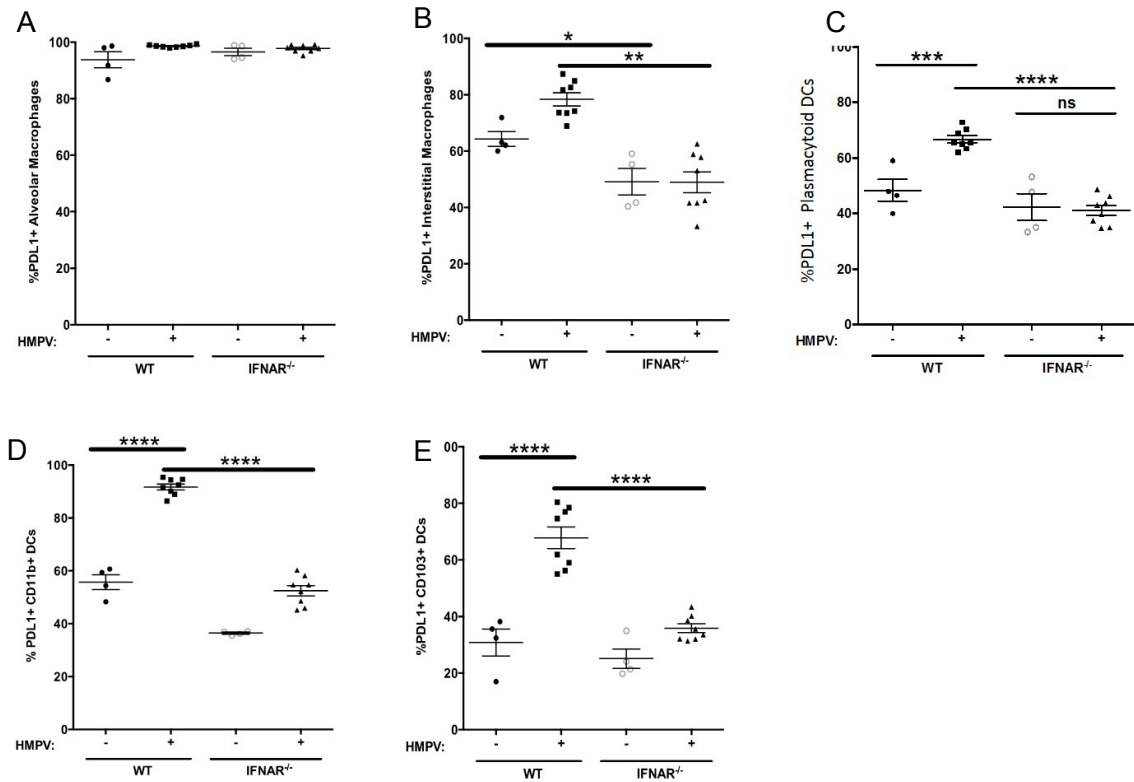 A
%PDL1+ Alveolar Macrophages
100
80
60
40
20
0
HMPV: - + - +
WT IFNAR-/-
B
%PDL1+ Interstitial Macrophages
100
80
60
40
20
0
* 
**
HMPV: - + - +
WT IFNAR-/-
C
%PDL1+ Plasmacytoid DCs
100
80
60
40
20
0
***
****
ns
HMPV: - + - +
WT IFNAR-/-
D
% PDL1+ CD11b+ DCs
100
80
60
40
20
0
****
****
HMPV: - + - +
WT IFNAR-/-
E
%PDL1+ CD103+ DCs
00
80
60
40
20
0
****
****
HMPV: - + - +
WT IFNAR-/-